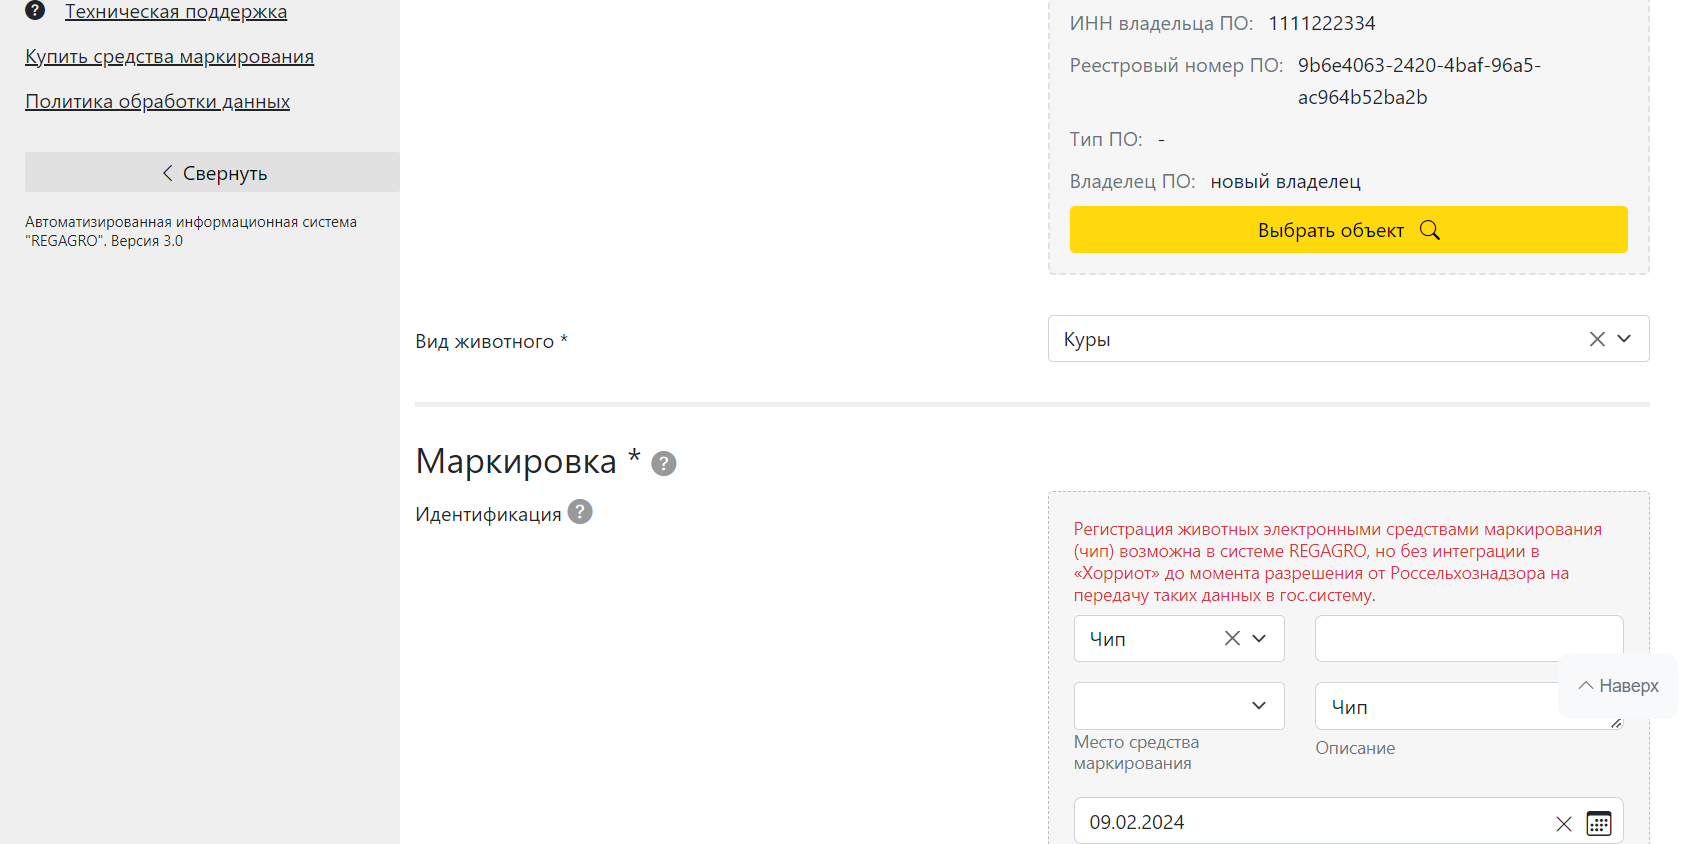 Техническая поддержка
Купить средства маркирования
Политика обработки данных
Свернуть
Автоматизированная информационная система
"REGAGRO". Версия 3.0
ИНН владельца ПО: 1111222334
Реестровый номер ПО: 9b6e4063-2420-4baf-96a5-
ac964b52ba2b
Тип ПО: -
Владелец ПО: новый владелец
Выбрать объект
Вид животного *
Куры
Маркировка * ?
Идентификация ?
Регистрация животных электронными средствами маркирования
(чип) возможна в системе REGAGRO, но без интеграции в
«Хорриот» до момента разрешения от Россельхознадзора на
передачу таких данных в гос.систему.
Чип
Наверх
Чип
Место средства
маркирования
Описание
09.02.2024